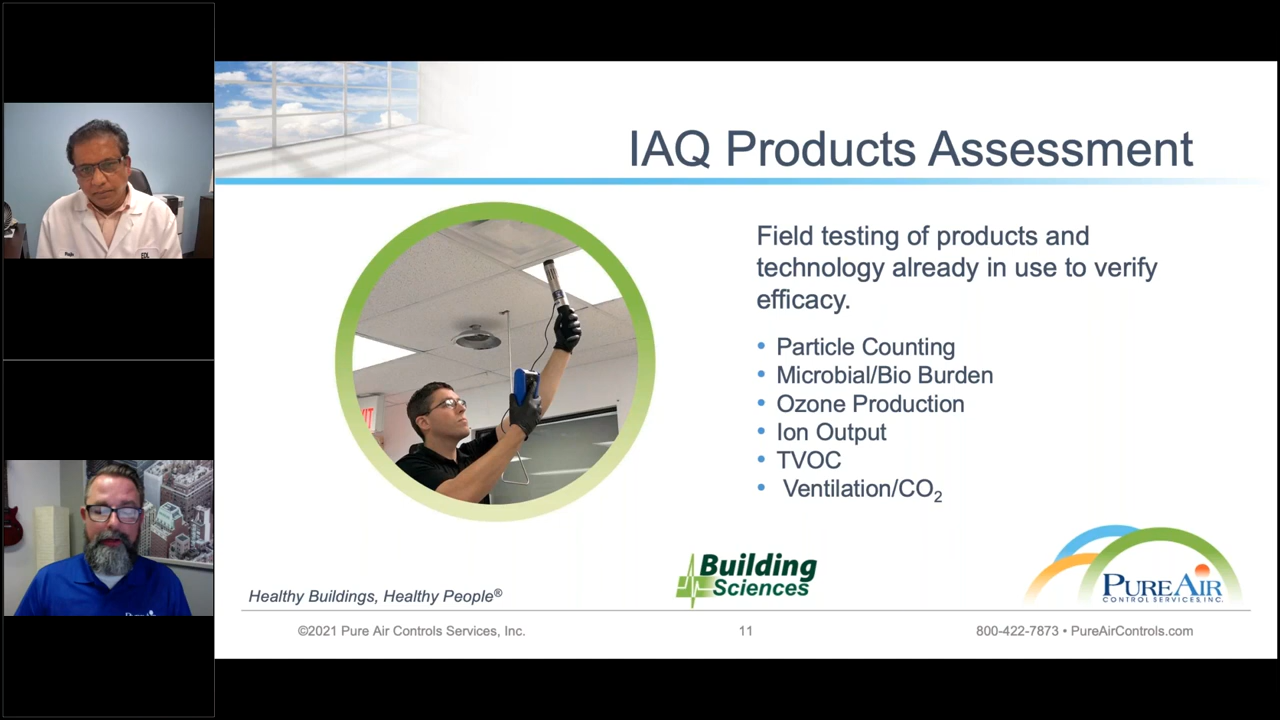 IAQ Products Assessment
Field testing of products and
technology already in use to verify
efficacy.
• Particle Counting
• Microbial/Bio Burden
• Ozone Production
• Ion Output
• TVOC
• Ventilation/CO₂
Building
Sciences
PURE AIR
CONTROL SERVICES, INC.
Healthy Buildings, Healthy People®
©2021 Pure Air Controls Services, Inc.
11
800-422-7873 • PureAirControls.com